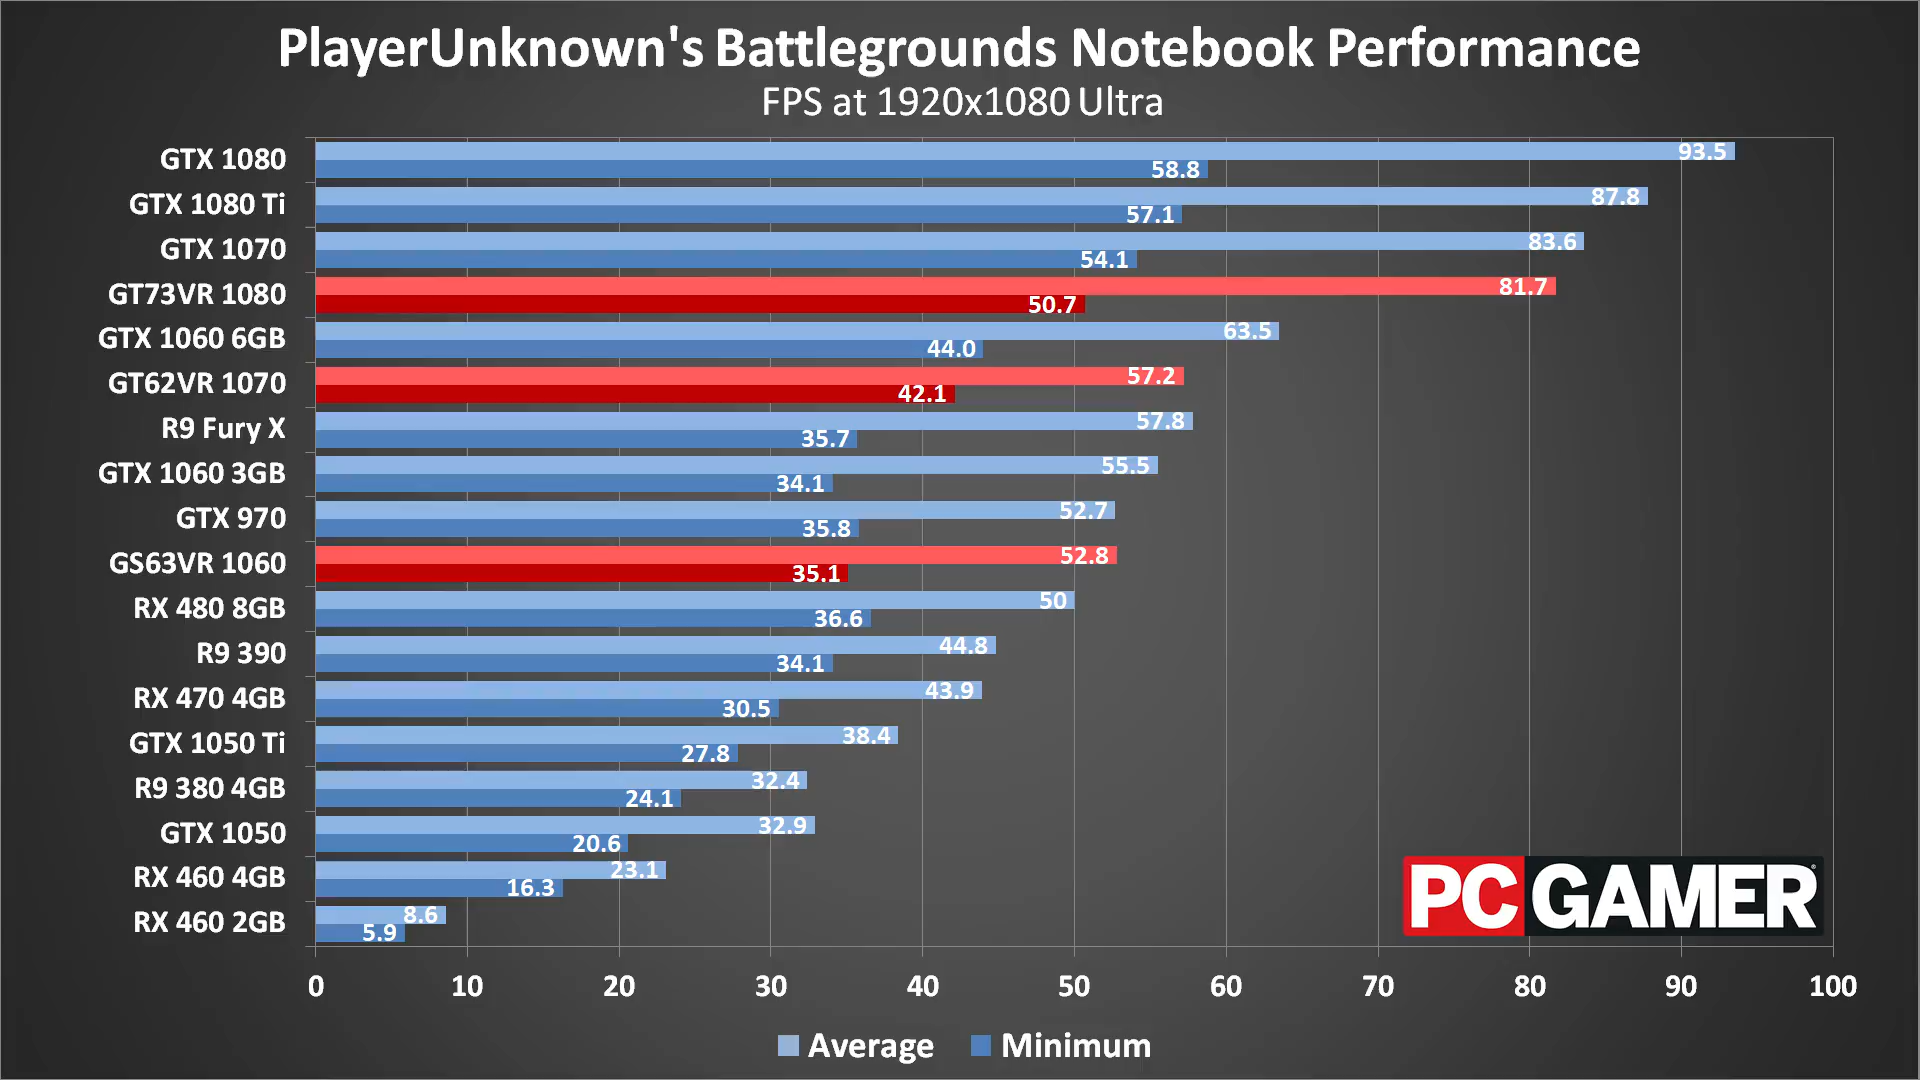 PlayerUnknown's Battlegrounds Notebook Performance
FPS at 1920x1080 Ultra
GTX 1080 93.5 58.8
GTX 1080 Ti 87.8 57.1
GTX 1070 83.6 54.1
GT73VR 1080 81.7 50.7
GTX 1060 6GB 63.5 44.0
GT62VR 1070 57.2 42.1
R9 Fury X 57.8 35.7
GTX 1060 3GB 55.5 34.1
GTX 970 52.7 35.8
GS63VR 1060 52.8 35.1
RX 480 8GB 50 36.6
R9 390 44.8 34.1
RX 470 4GB 43.9 30.5
GTX 1050 Ti 38.4 27.8
R9 380 4GB 32.4 24.1
GTX 1050 32.9 20.6
RX 460 4GB 23.1 16.3
RX 460 2GB 8.6 5.9
PC GAMER
0 10 20 30 40 50 60 70 80 90 100
Average Minimum